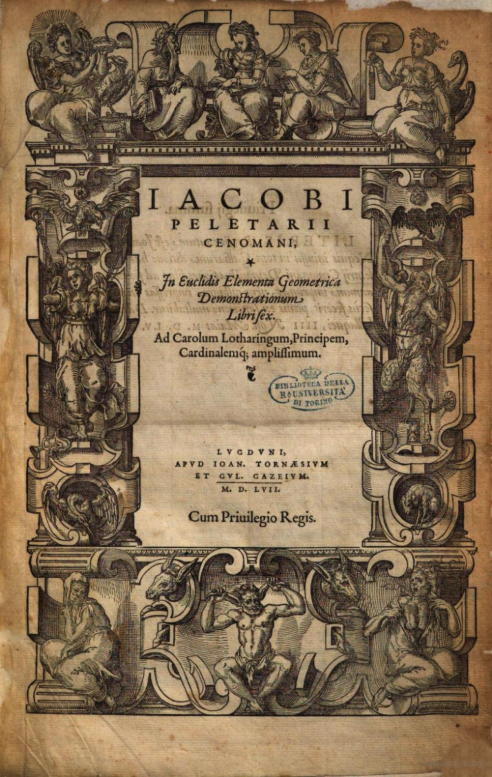 IACOBI
PELETARII
CENOMANI,
In Euclidis Elementa Geometrica
Demonſtrationum
Libri ſex.
Ad Carolum Lotharingum, Principem,
Cardinalemq; ampliſſimum.
BIBLIOTECA DELLA
R. UNIVERSITÀ
DI TORINO
LVGDVNI,
APVD IOAN. TORNÆSIVM
ET GVL. GAZEIVM.
M. D. LVII.
Cum Priuilegio Regis.